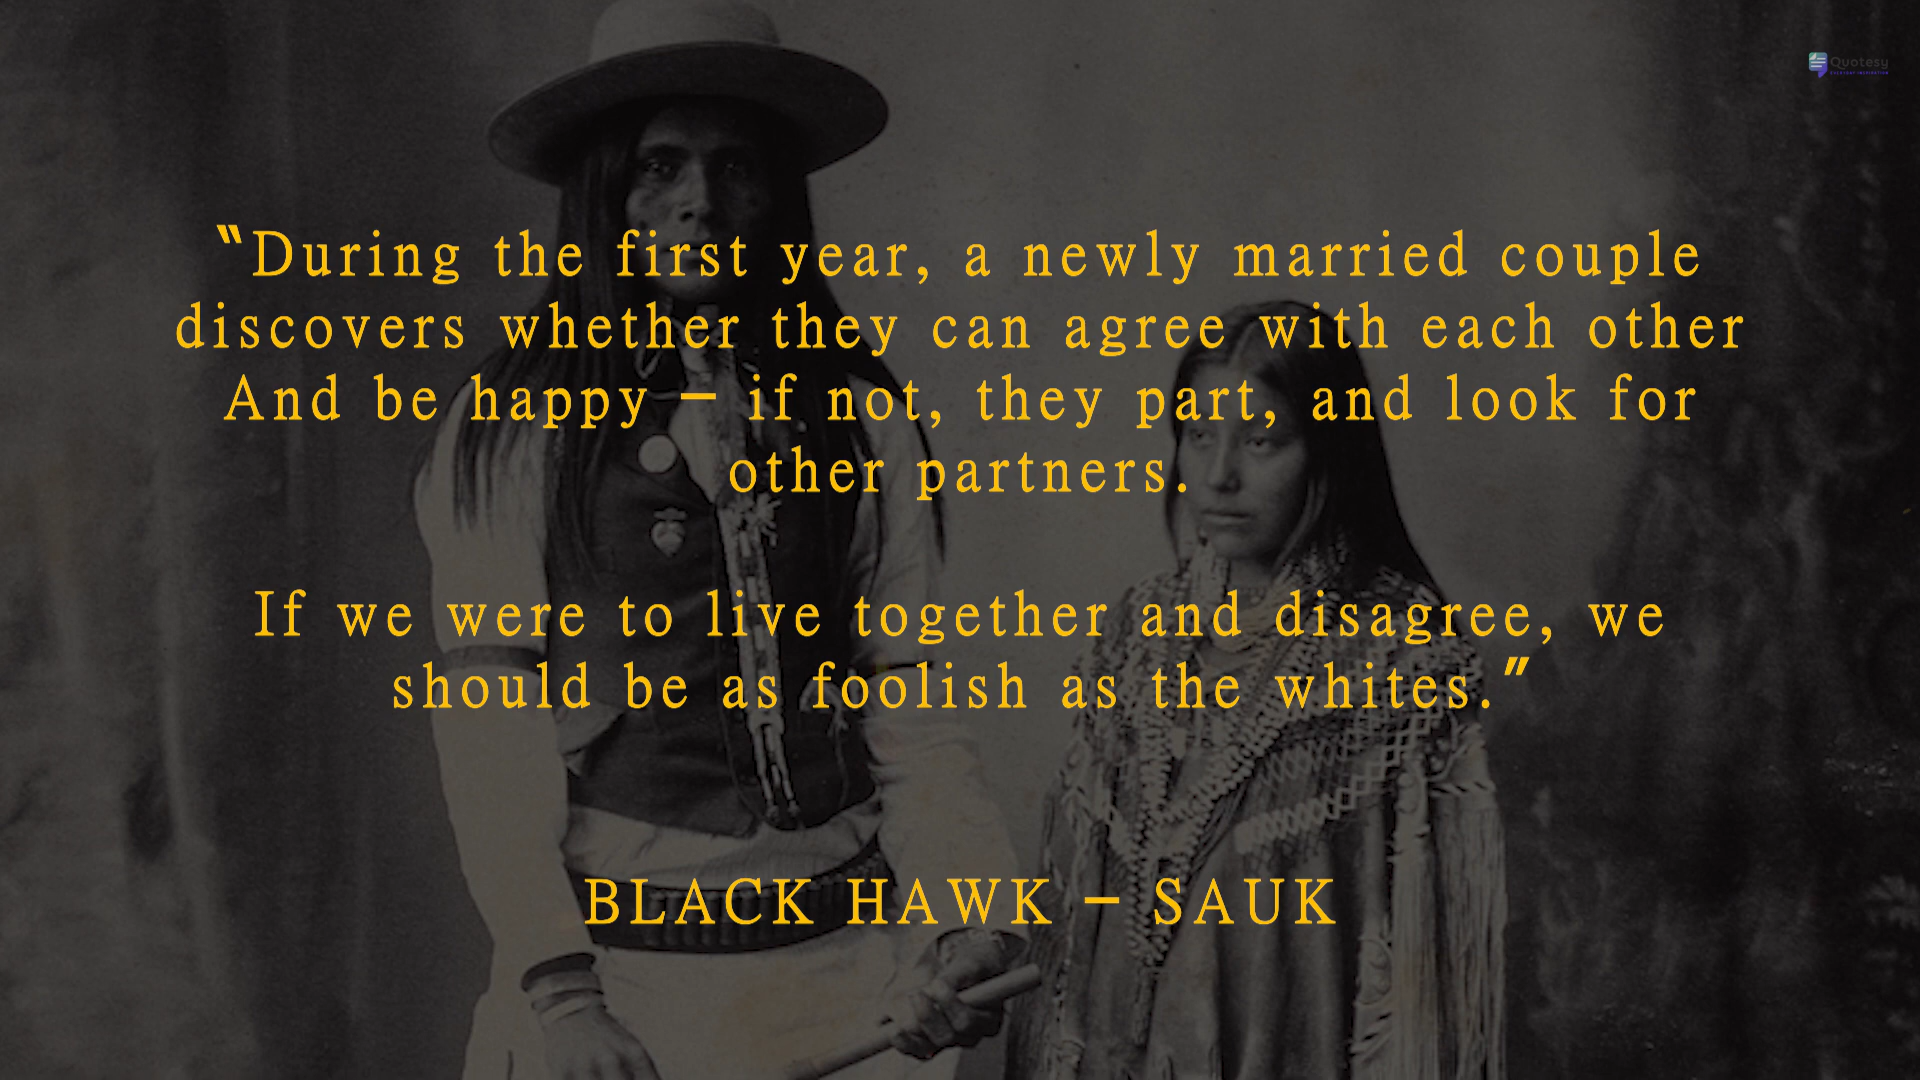 Quotesy
EVERYDAY INSPIRATION
"During the first year, a newly married couple
discovers whether they can agree with each other
And be happy – if not, they part, and look for
other partners.
If we were to live together and disagree, we
should be as foolish as the whites."
BLACK HAWK – SAUK